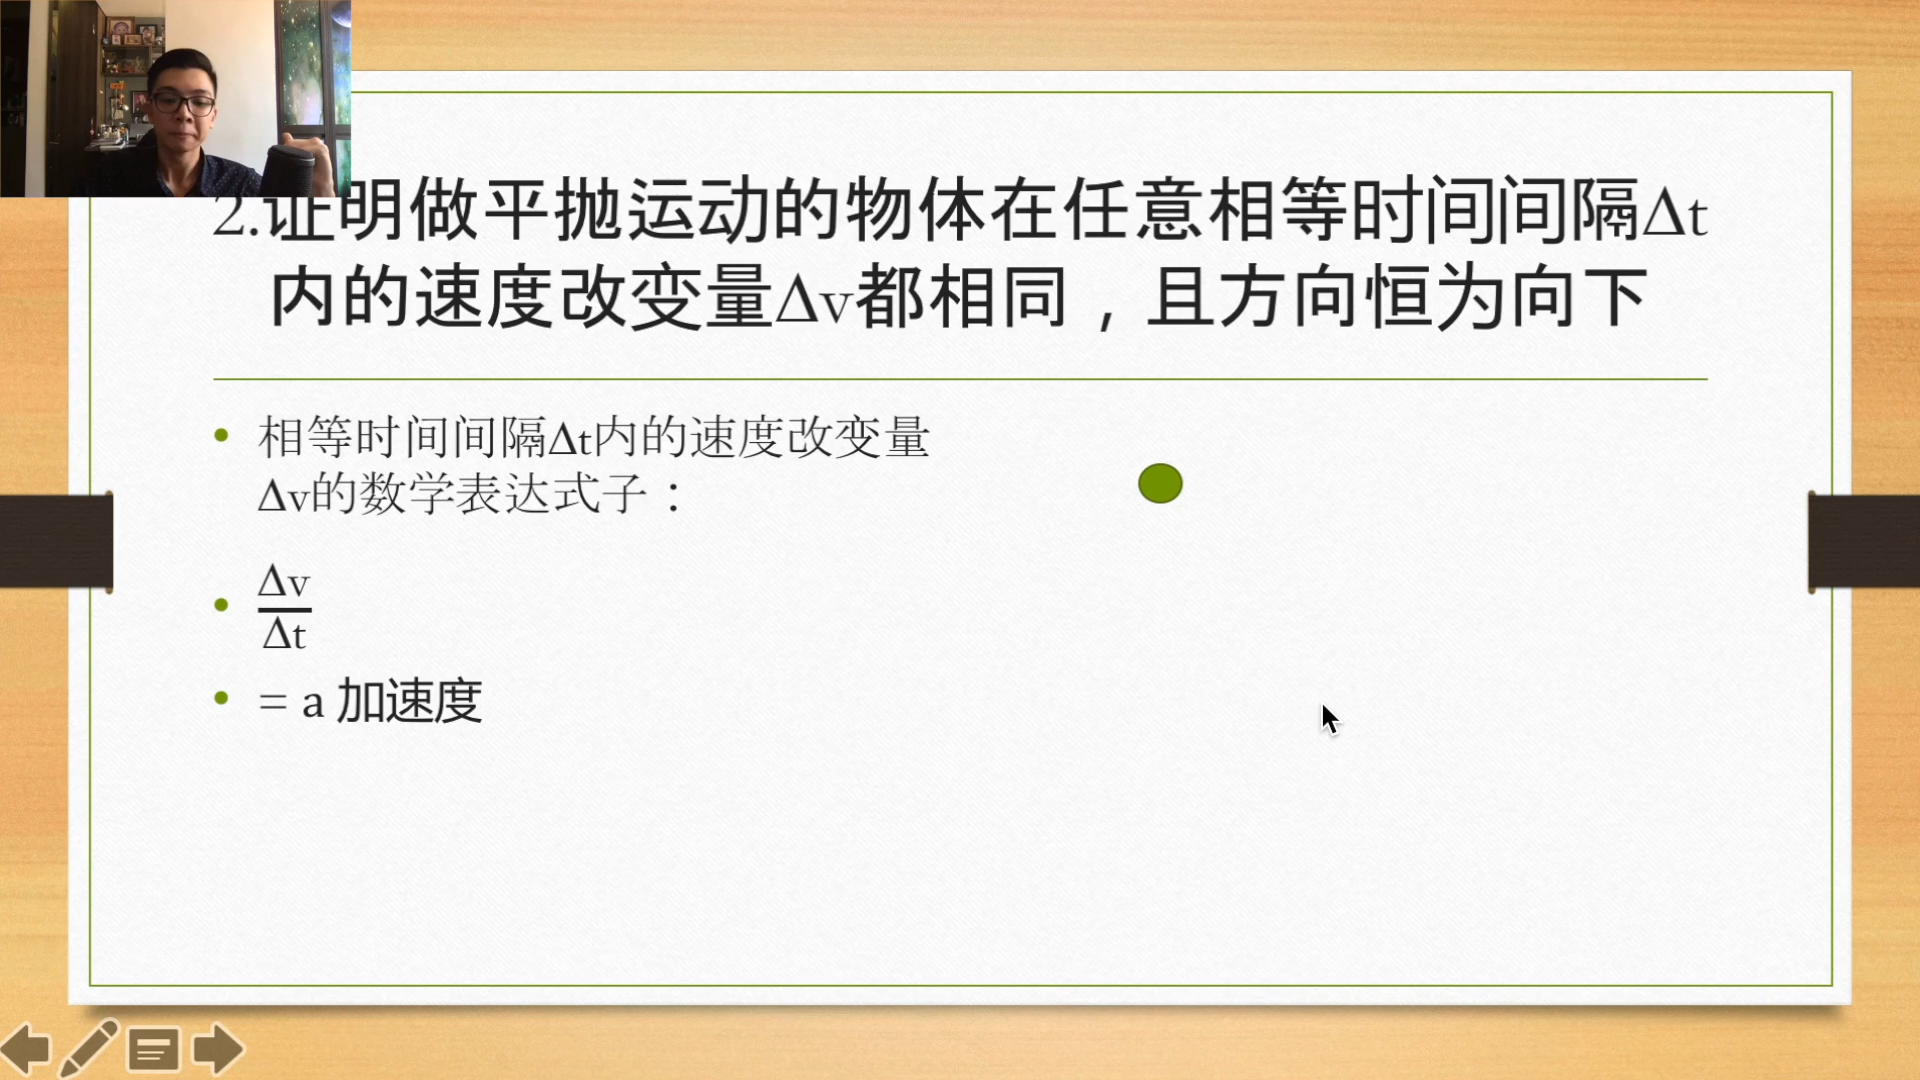 2.证明做平抛运动的物体在任意相等时间间隔Δt
内的速度改变量Δv都相同，且方向恒为向下
• 相等时间间隔Δt内的速度改变量
Δv的数学表达式子：
• Δv
Δt
• = a 加速度